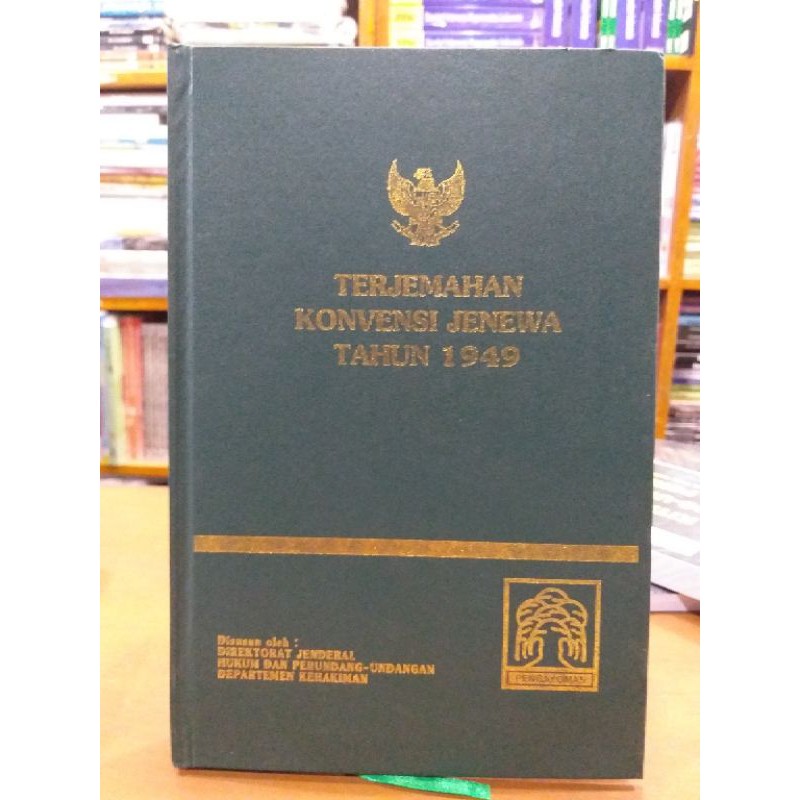 TERJEMAHAN
KONVENSI JENEWA
TAHUN 1949
Disusun oleh :
DIREKTORAT JENDERAL
HUKUM DAN PERUNDANG-UNDANGAN
DEPARTEMEN KEHAKIMAN
PENGAYOMAN